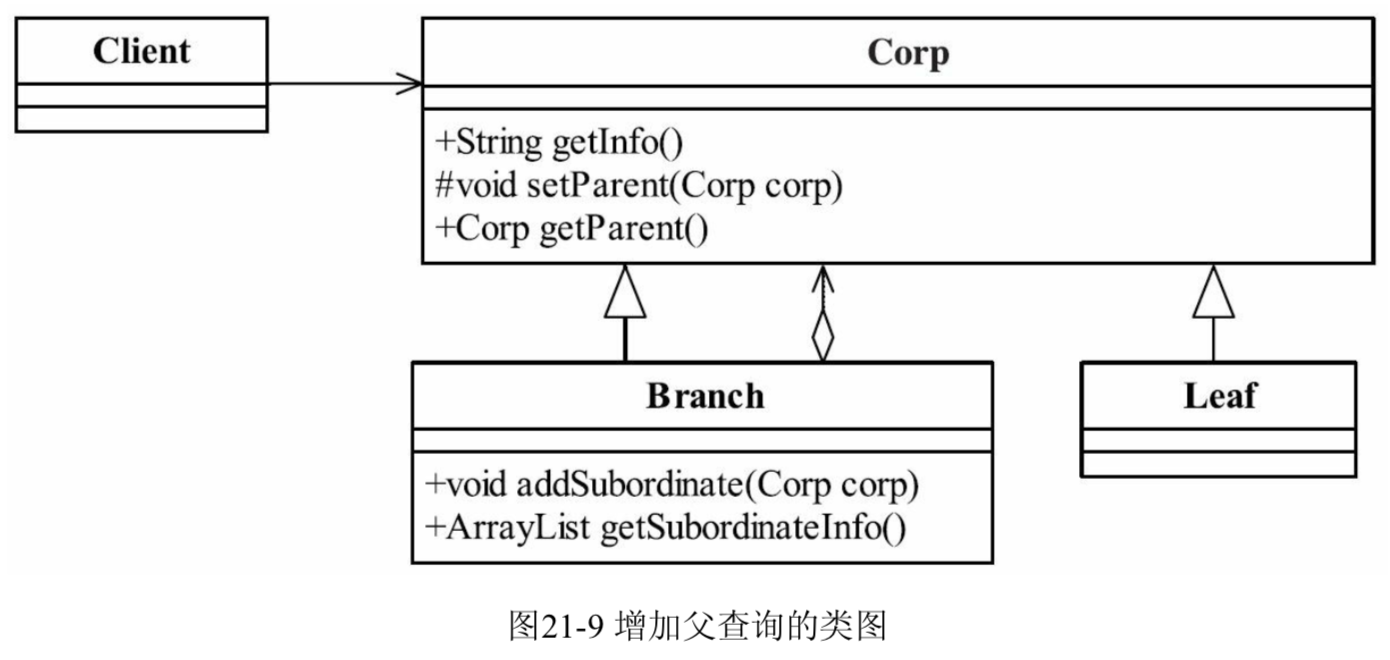 Client
Corp
+String getInfo()
#void setParent(Corp corp)
+Corp getParent()
Branch
+void addSubordinate(Corp corp)
+ArrayList getSubordinateInfo()
Leaf
图21-9 增加父查询的类图